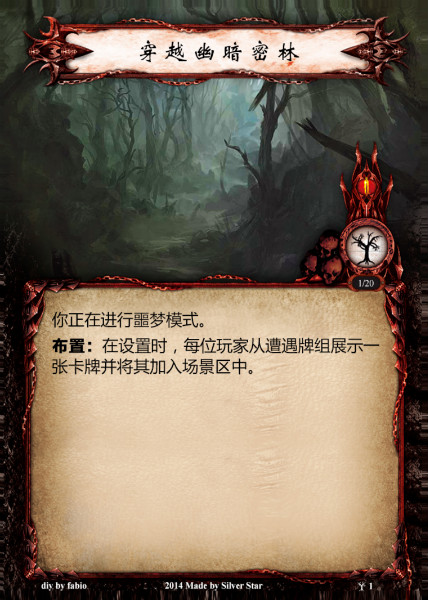 穿越幽暗密林
1/20
你正在进行噩梦模式。
布置：在设置时，每位玩家从遭遇牌组展示一
张卡牌并将其加入场景区中。
diy by fabio
2014 Made by Silver Star
1